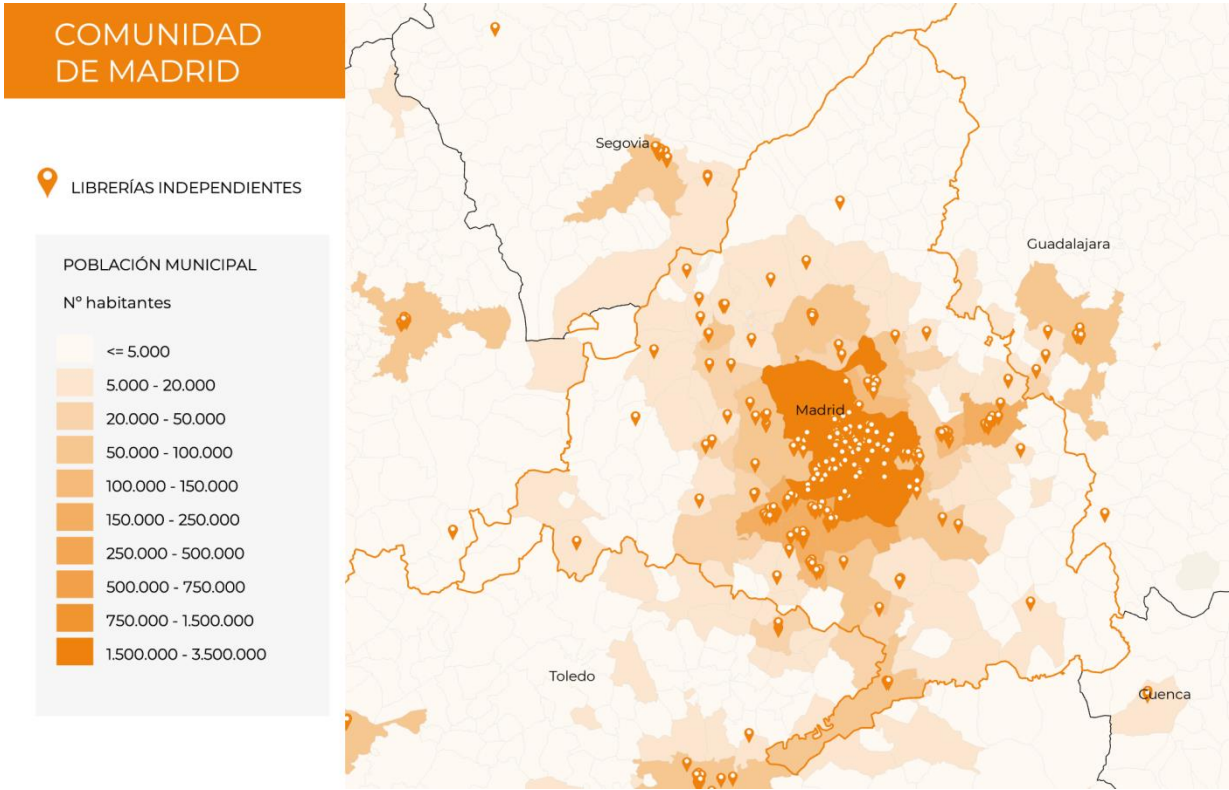 COMUNIDAD
DE MADRID
LIBRERÍAS INDEPENDIENTES
POBLACIÓN MUNICIPAL
Nº habitantes
<= 5.000
5.000 - 20.000
20.000 - 50.000
50.000 - 100.000
100.000 - 150.000
150.000 - 250.000
250.000 - 500.000
500.000 - 750.000
750.000 - 1.500.000
1.500.000 - 3.500.000
Segovia
Guadalajara
Madrid
Toledo
Cuenca